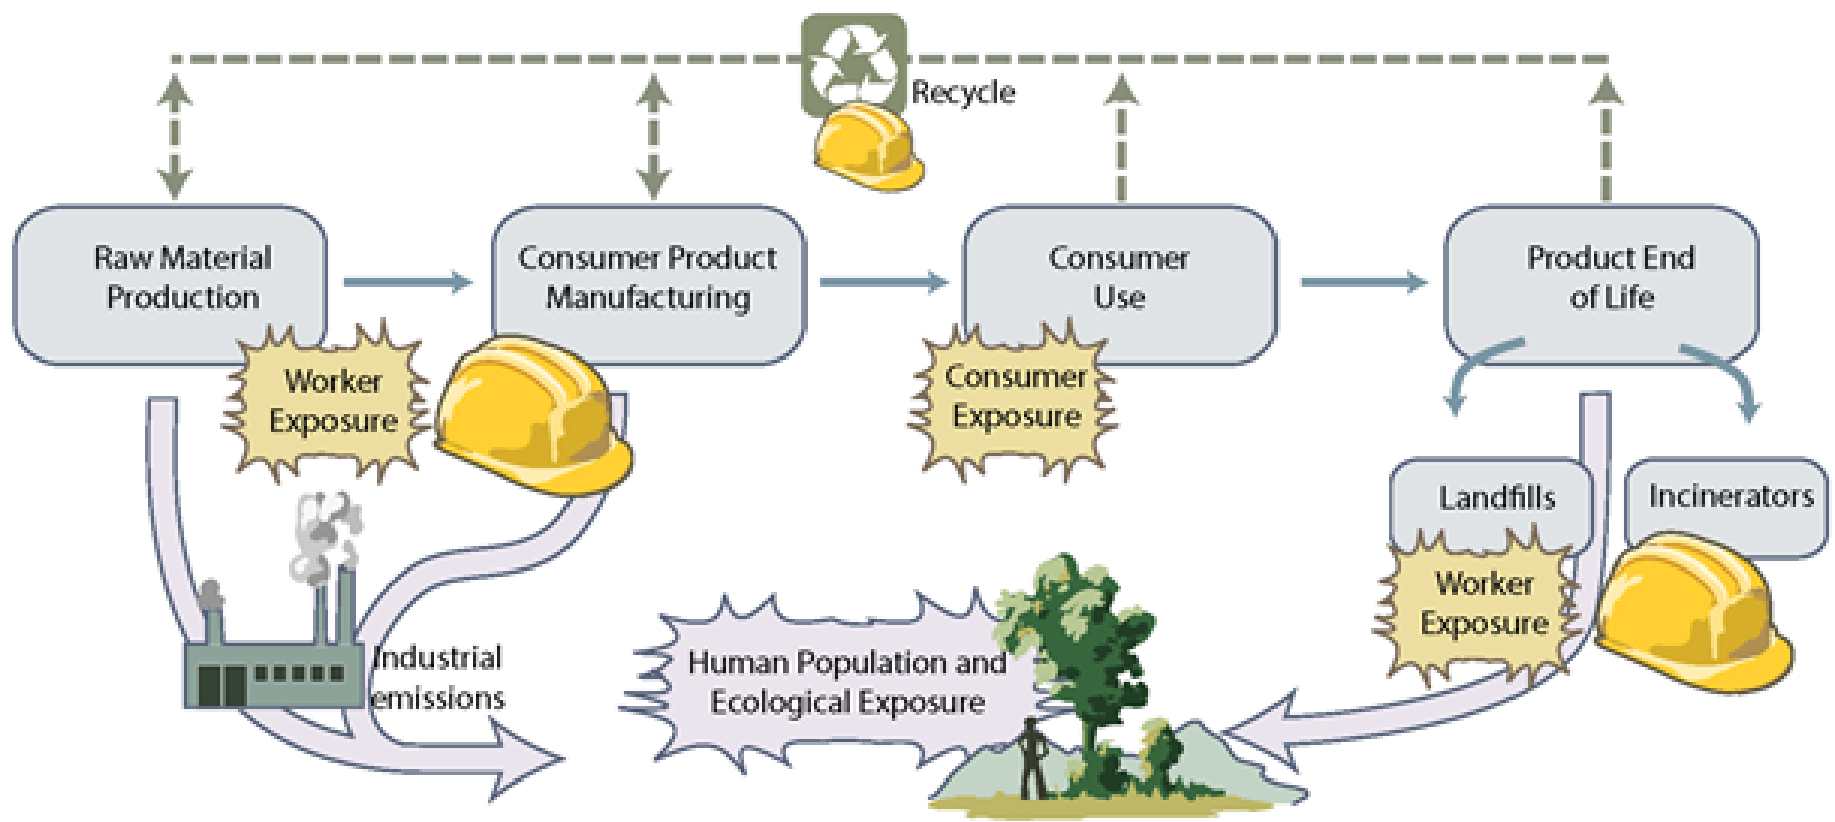 Recycle
Raw Material
Production
Consumer Product
Manufacturing
Consumer
Use
Product End
of Life
Worker
Exposure
Consumer
Exposure
Landfills
Incinerators
Worker
Exposure
Industrial
emissions
Human Population and
Ecological Exposure